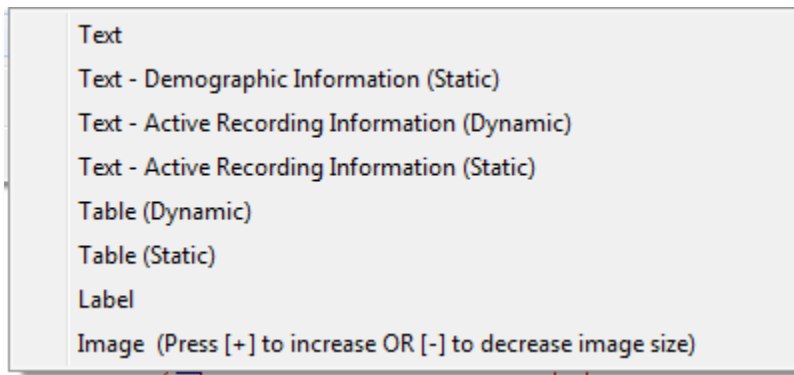 Text
Text - Demographic Information (Static)
Text - Active Recording Information (Dynamic)
Text - Active Recording Information (Static)
Table (Dynamic)
Table (Static)
Label
Image  (Press [+] to increase OR [-] to decrease image size)